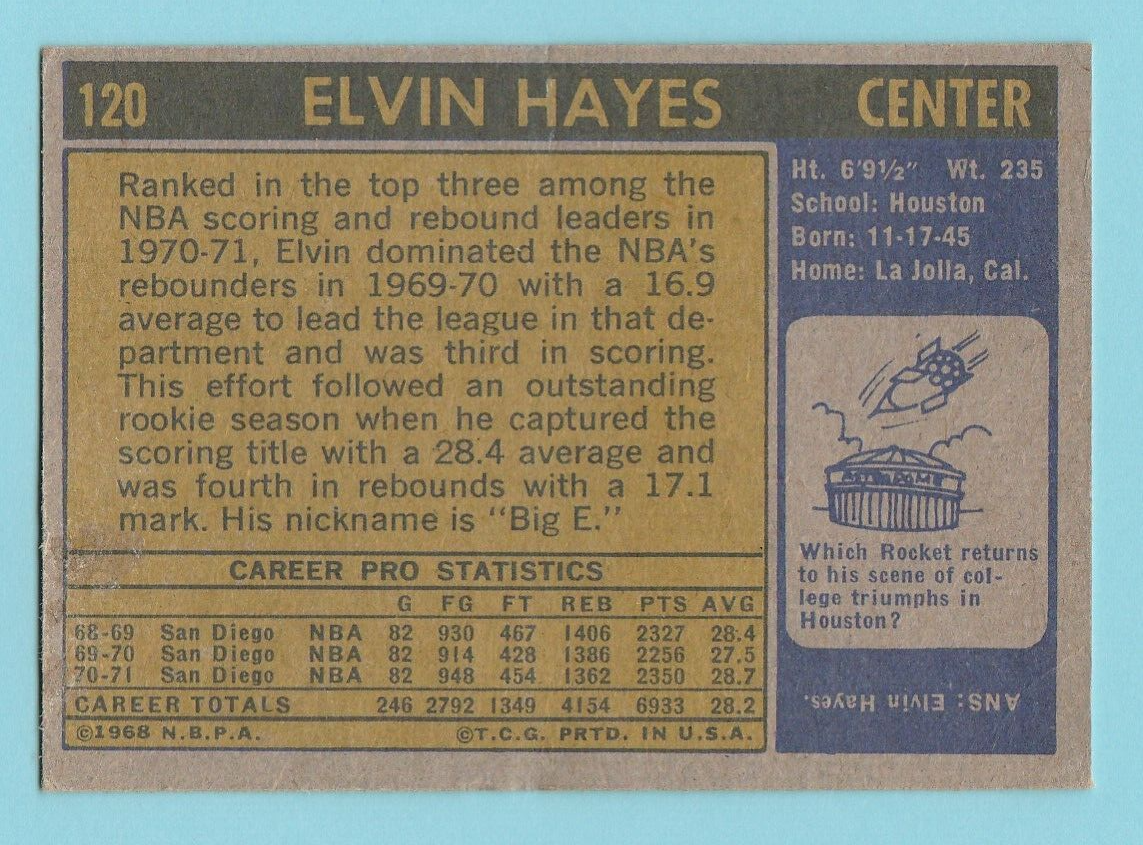 120 ELVIN HAYES CENTER
Ranked in the top three among the
NBA scoring and rebound leaders in
1970-71, Elvin dominated the NBA's
rebounders in 1969-70 with a 16.9
average to lead the league in that de-
partment and was third in scoring.
This effort followed an outstanding
rookie season when he captured the
scoring title with a 28.4 average and
was fourth in rebounds with a 17.1
mark. His nickname is "Big E."
CAREER PRO STATISTICS
G FG FT REB PTS AVG
68-69 San Diego NBA 82 930 467 1406 2327 28.4
69-70 San Diego NBA 82 914 428 1386 2256 27.5
70-71 San Diego NBA 82 948 454 1362 2350 28.7
CAREER TOTALS 246 2792 1349 4154 6933 28.2
©1968 N.B.P.A. ©T.C.G. PRTD. IN U.S.A.
Ht. 6'9½" Wt. 235
School: Houston
Born: 11-17-45
Home: La Jolla, Cal.
ASTRODOME
Which Rocket returns
to his scene of col-
lege triumphs in
Houston?
ANS: Elvin Hayes.